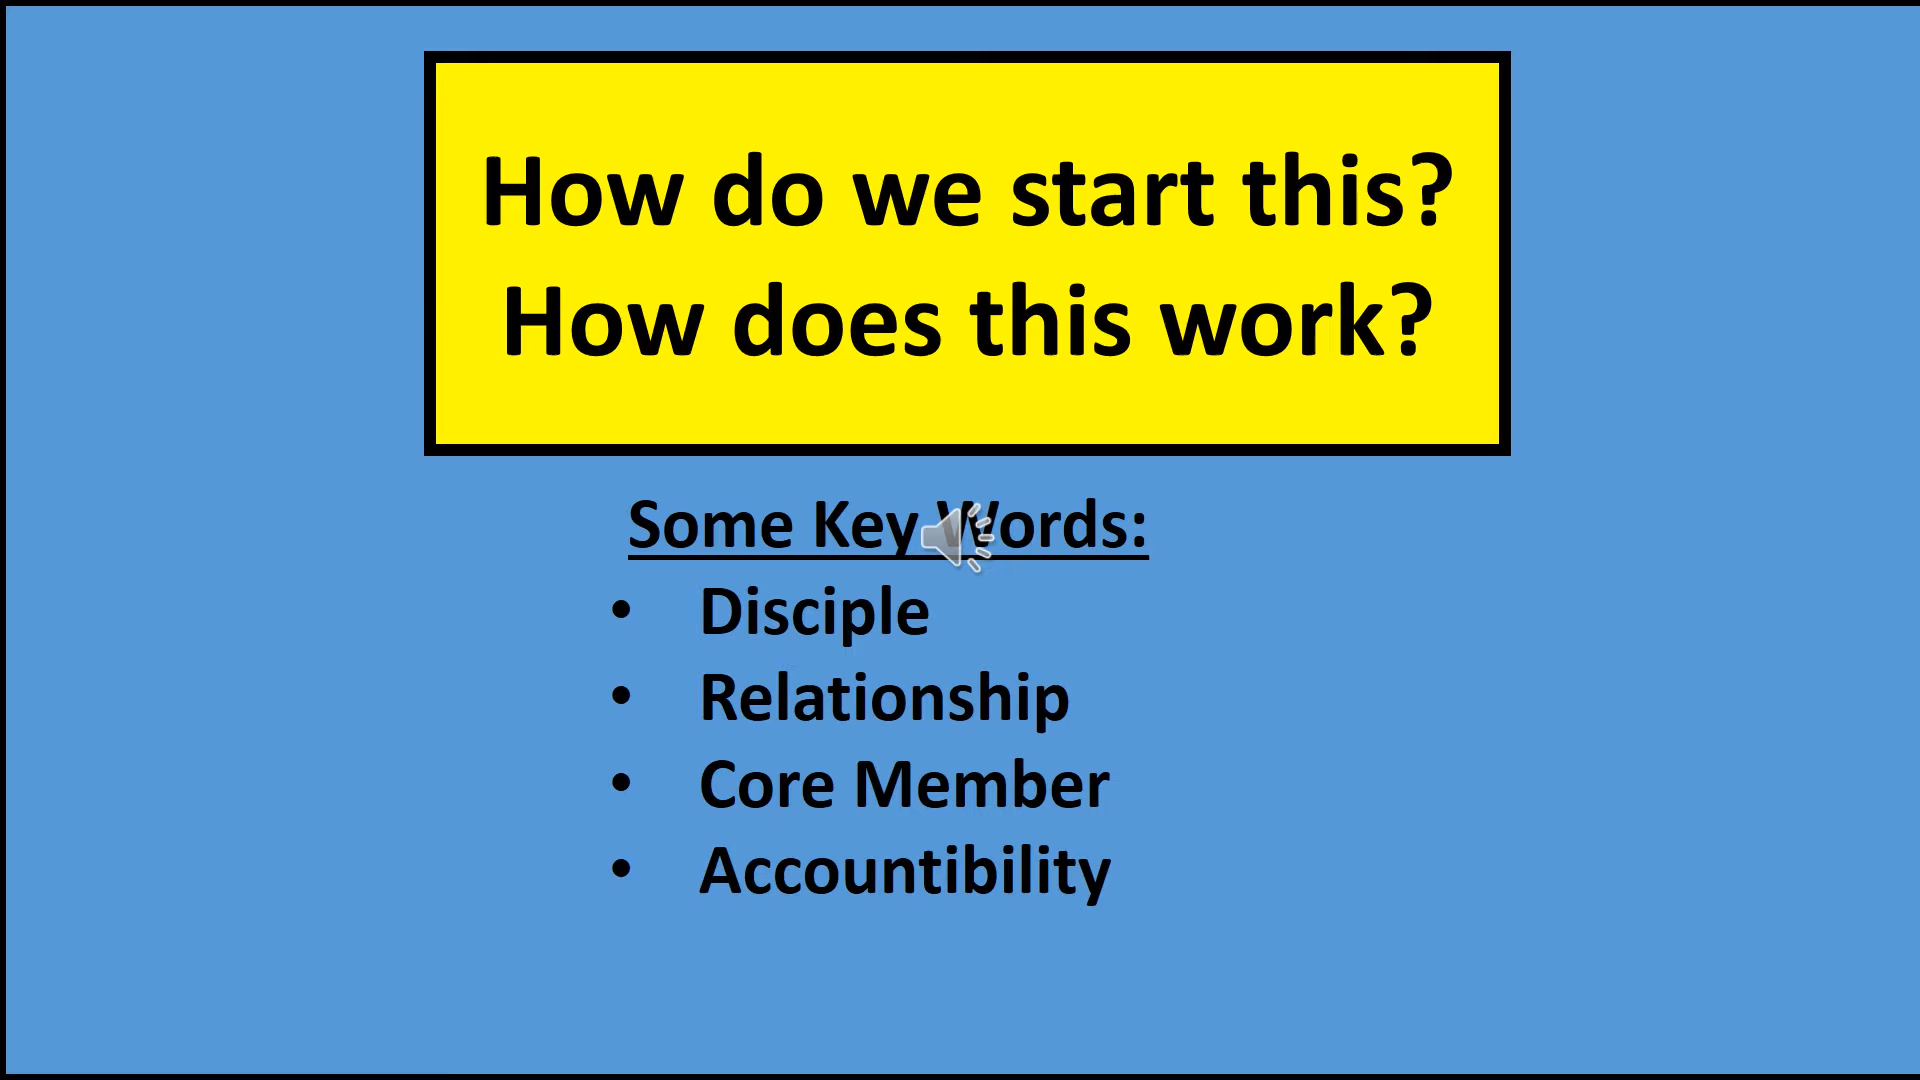 How do we start this?
How does this work?
Some Key Words:
• Disciple
• Relationship
• Core Member
• Accountibility